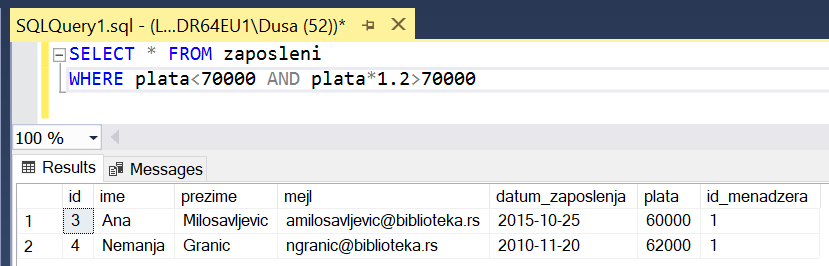 SQLQuery1.sql - (L...DR64EU1\Dusa (52))*
SELECT * FROM zaposleni
WHERE plata<70000 AND plata*1.2>70000
100 %
Results Messages
id ime prezime mejl datum_zaposlenja plata id_menadzera
1 3 Ana Milosavljevic amilosavljevic@biblioteka.rs 2015-10-25 60000 1
2 4 Nemanja Granic ngranic@biblioteka.rs 2010-11-20 62000 1